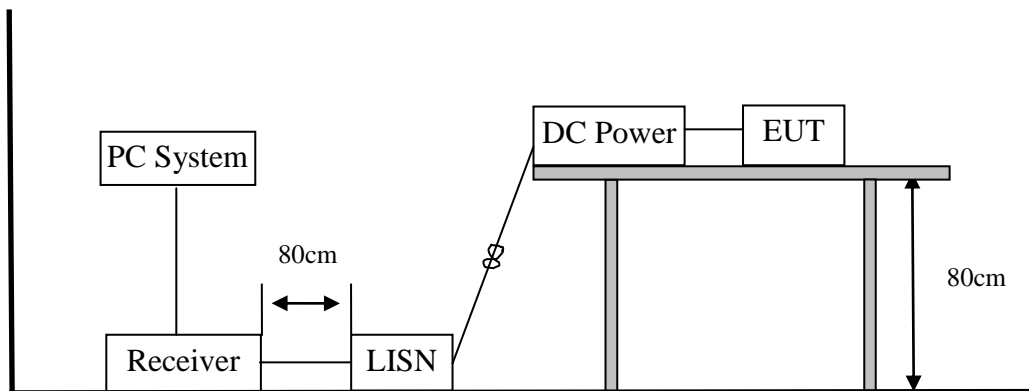 DC Power
EUT
PC System
80cm
80cm
Receiver
LISN